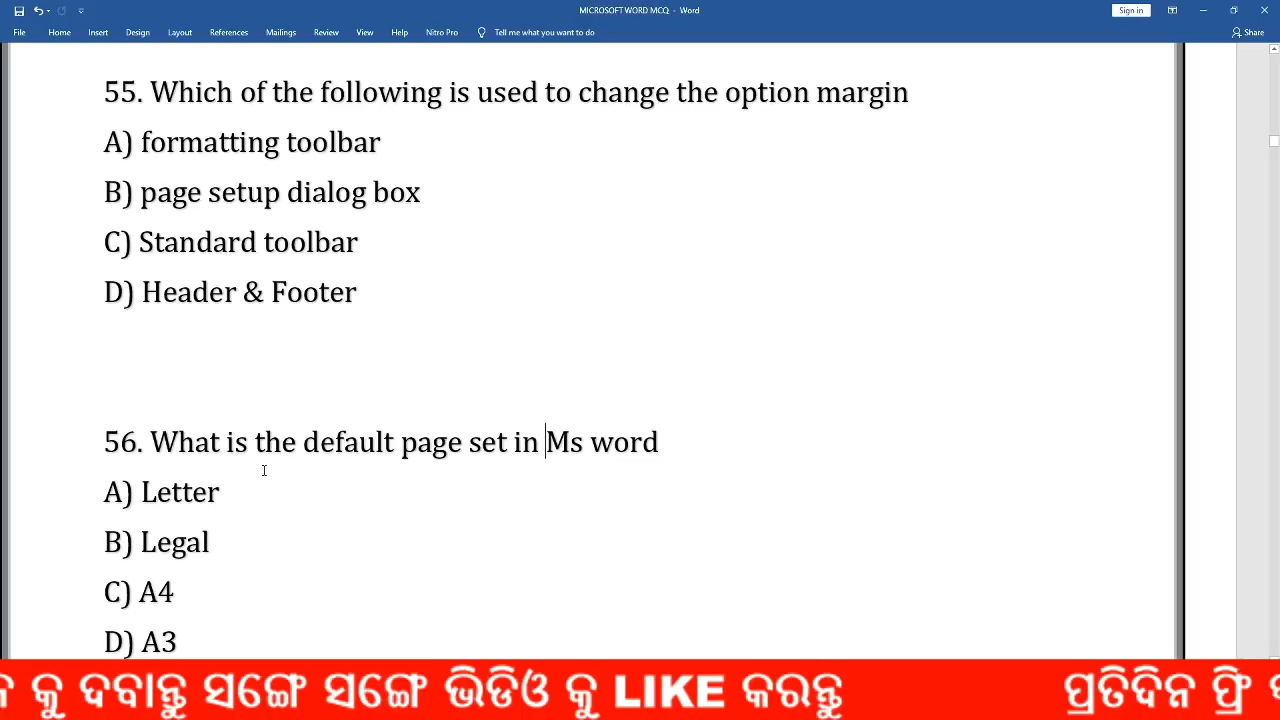 MICROSOFT WORD MCQ - Word
Sign in
File Home Insert Design Layout References Mailings Review View Help Nitro Pro Tell me what you want to do Share
55. Which of the following is used to change the option margin
A) formatting toolbar
B) page setup dialog box
C) Standard toolbar
D) Header & Footer
56. What is the default page set in Ms word
A) Letter
B) Legal
C) A4
D) A3
କୁ ଦବାନ୍ତୁ ସଙ୍ଗେ ସଙ୍ଗେ ଭିଡିଓ କୁ LIKE କରନ୍ତୁ ପ୍ରତିଦିନ ଫ୍ରି